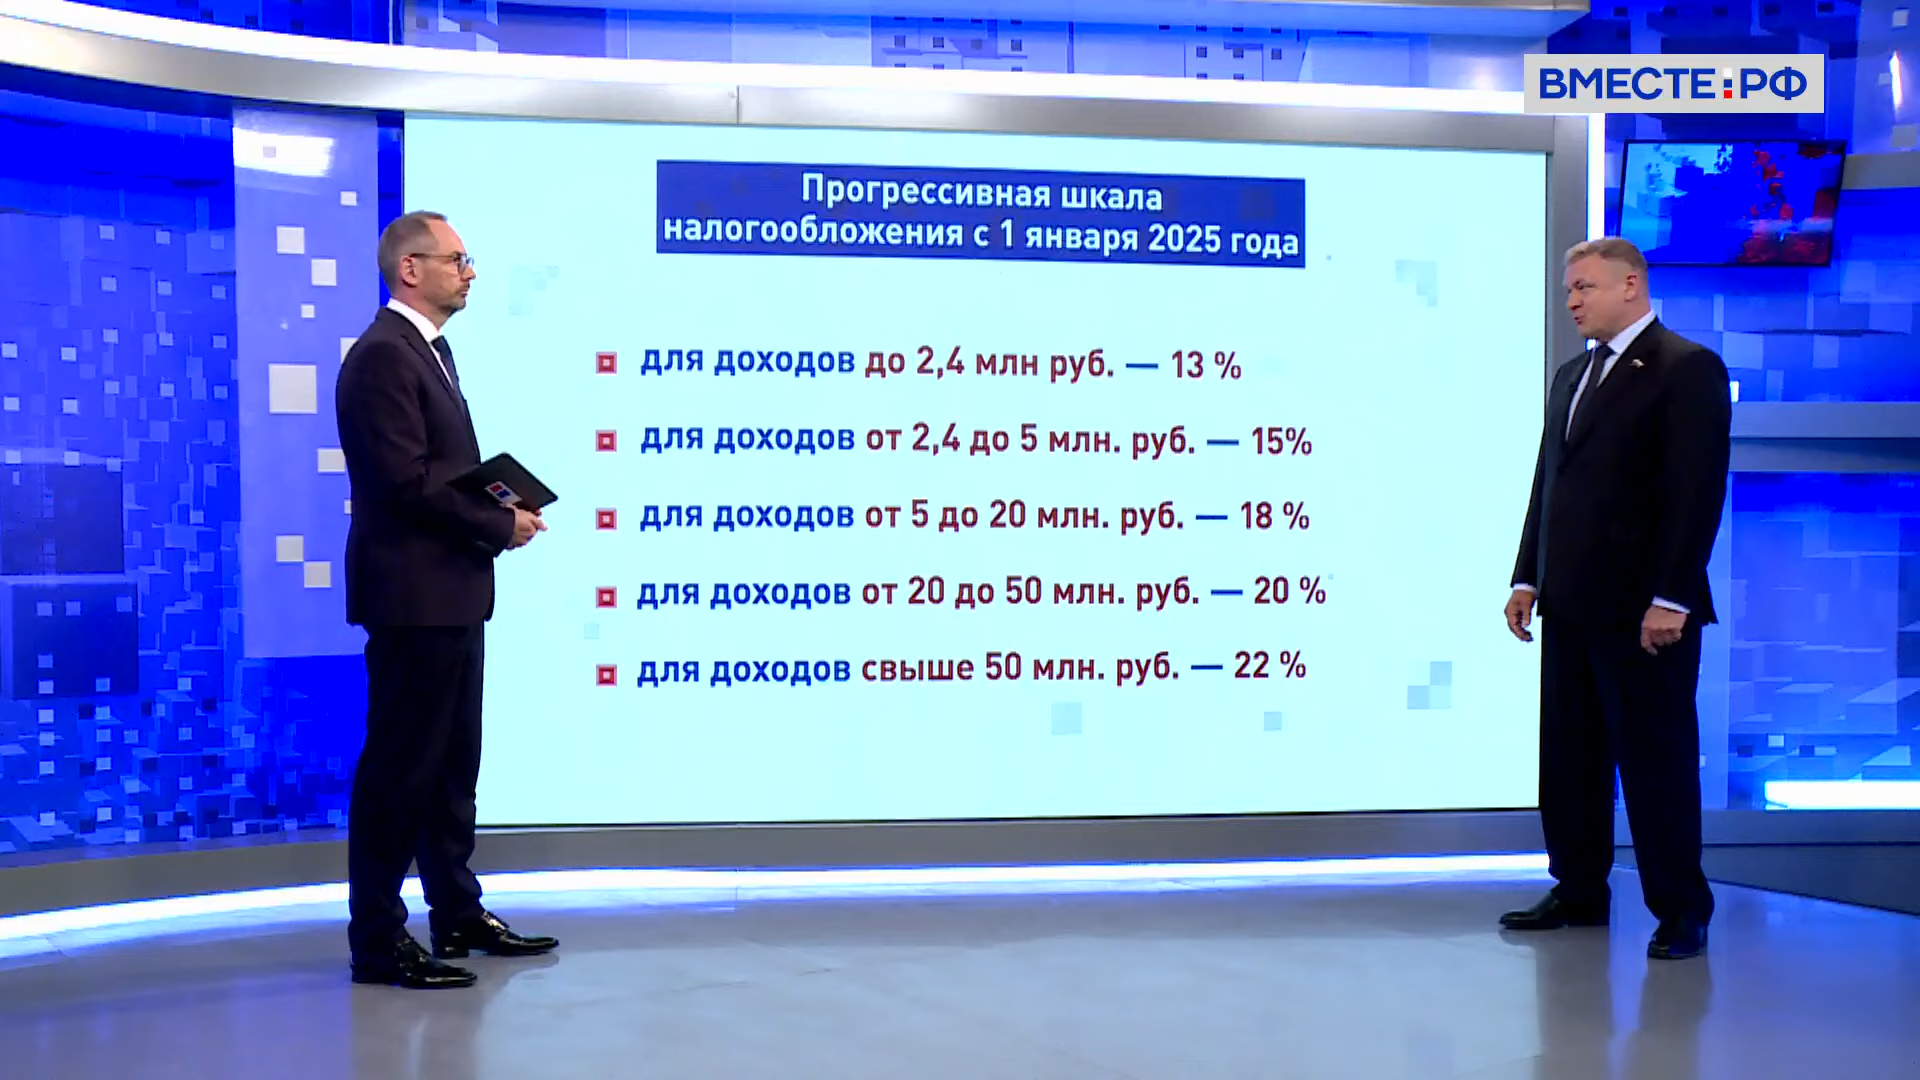 ВМЕСТЕ:РФ
Прогрессивная шкала
налогообложения с 1 января 2025 года
для доходов до 2,4 млн руб. — 13 %
для доходов от 2,4 до 5 млн. руб. — 15%
для доходов от 5 до 20 млн. руб. — 18 %
для доходов от 20 до 50 млн. руб. — 20 %
для доходов свыше 50 млн. руб. — 22 %